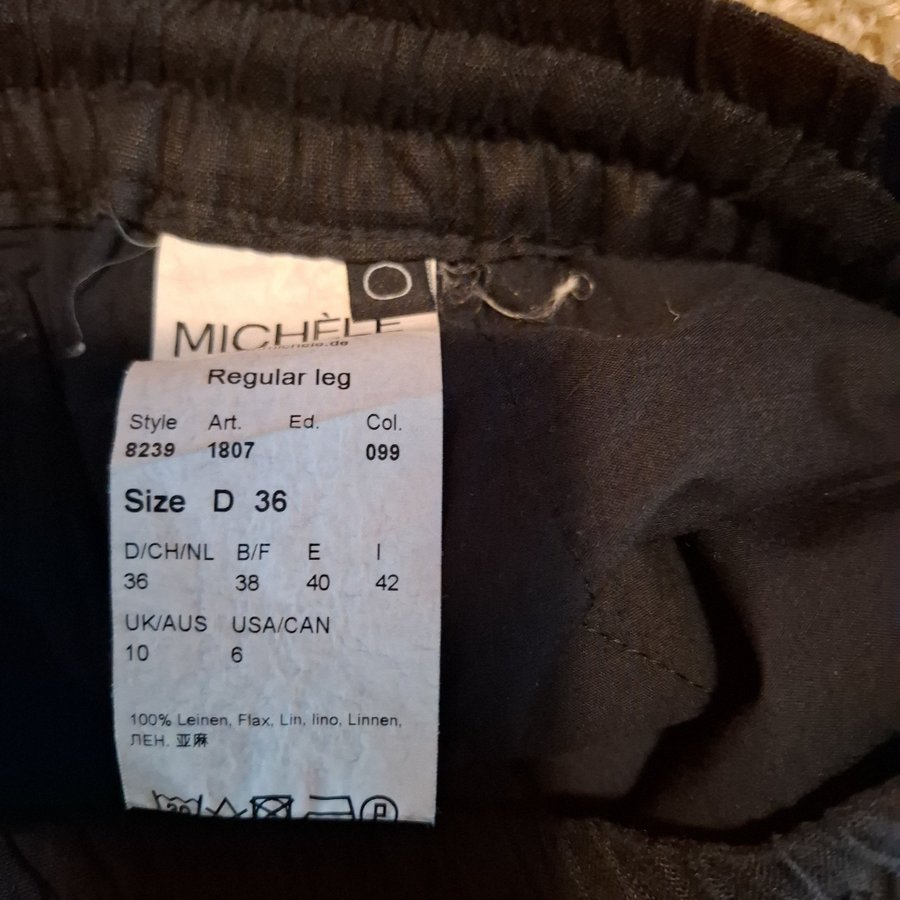 MICHÈLE
Regular leg
Style Art. Ed. Col.
8239 1807 099
Size D 36
D/CH/NL B/F E I
36 38 40 42
UK/AUS USA/CAN
10 6
100% Leinen, Flax, Lin, lino, Linnen,
ЛЕН, 亚麻
P